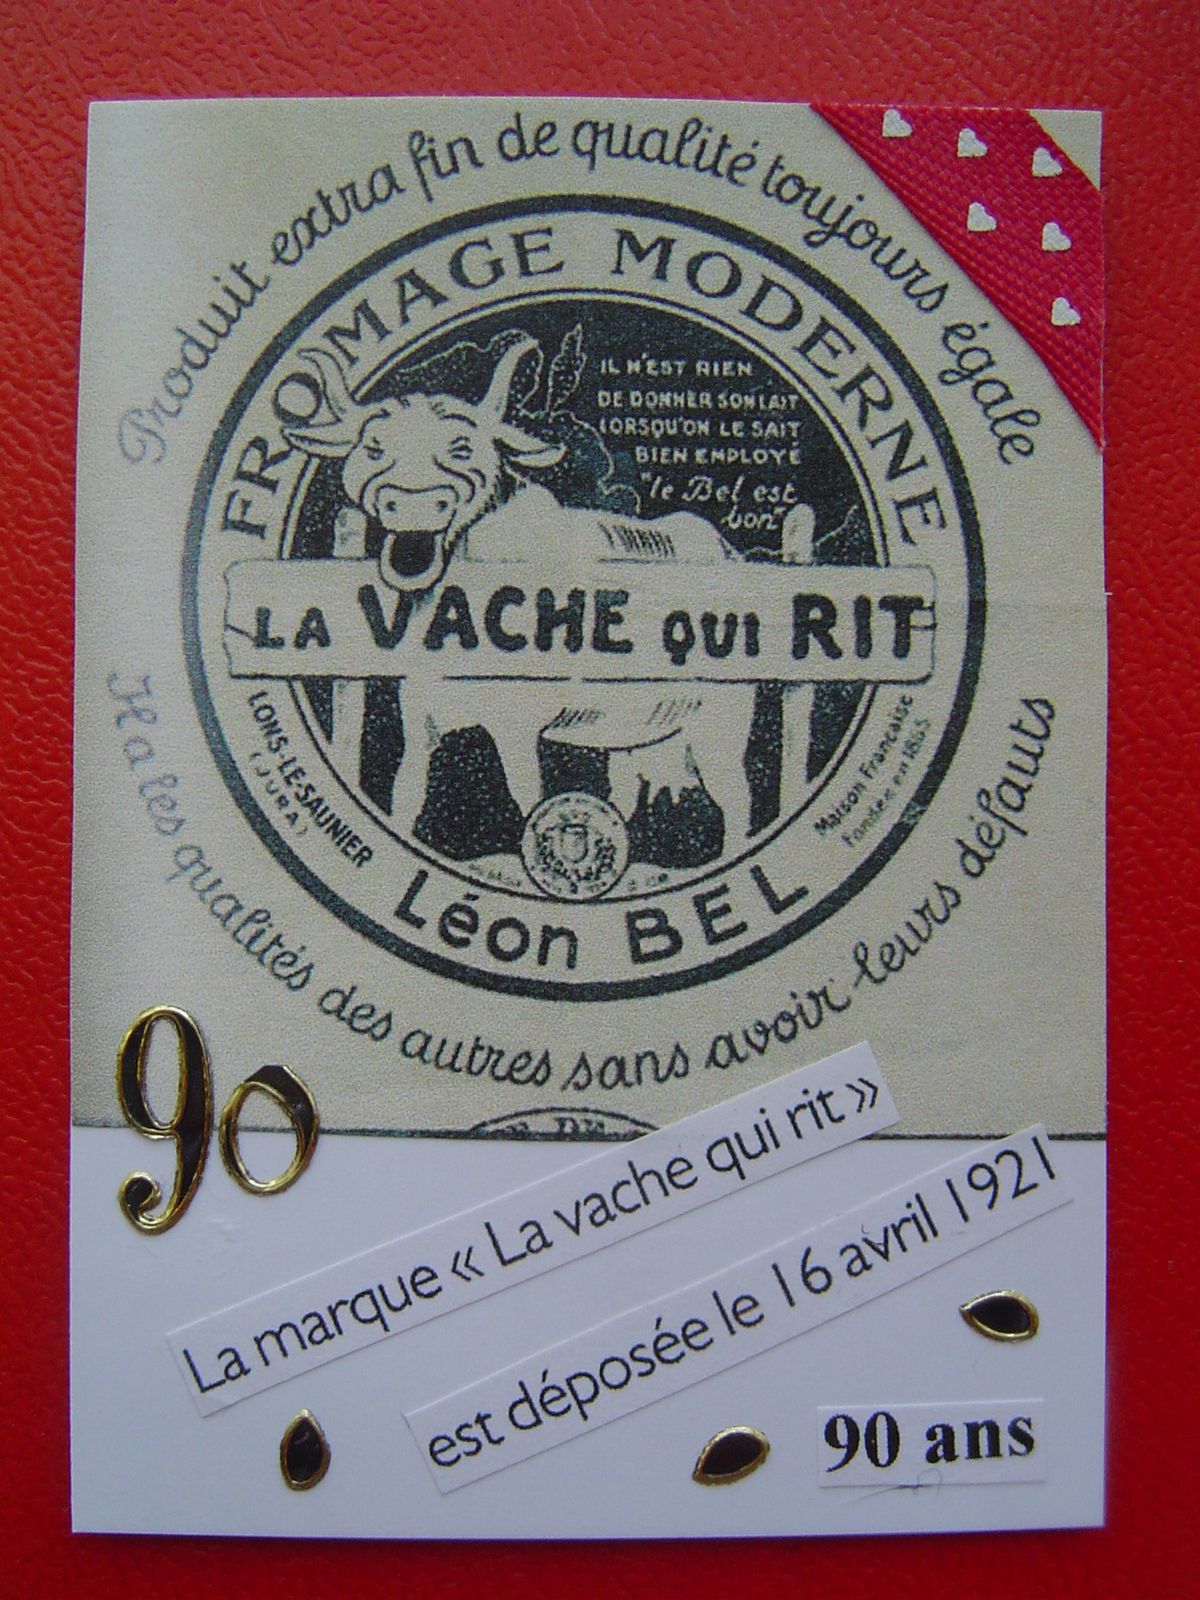 Produit extra fin de qualité toujours égale
FROMAGE MODERNE
IL N'EST RIEN
DE DONNER SON LAIT
LORSQU'ON LE SAIT
BIEN EMPLOYÉ
"le Bel est
bon"
LA VACHE QUI RIT
LONS-LE-SAUNIER
(JURA)
Maison Française
Fondée en 1865
Léon BEL
Il a les qualités des autres sans avoir leurs défauts
90
La marque « La vache qui rit »
est déposée le 16 avril 1921
90 ans